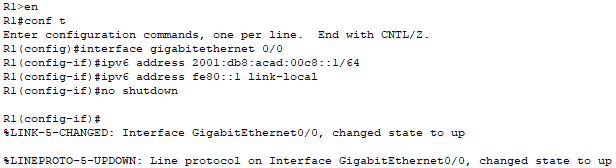 R1>en
R1#conf t
Enter configuration commands, one per line.  End with CNTL/Z.
R1(config)#interface gigabitethernet 0/0
R1(config-if)#ipv6 address 2001:db8:acad:00c8::1/64
R1(config-if)#ipv6 address fe80::1 link-local
R1(config-if)#no shutdown
R1(config-if)#
%LINK-5-CHANGED: Interface GigabitEthernet0/0, changed state to up
%LINEPROTO-5-UPDOWN: Line protocol on Interface GigabitEthernet0/0, changed state to up